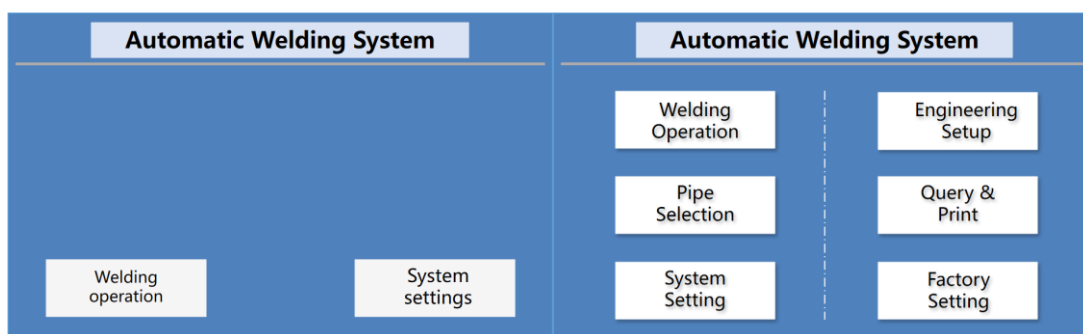 Automatic Welding System
Welding
operation
System
settings
Automatic Welding System
Welding
Operation
Engineering
Setup
Pipe
Selection
Query &
Print
System
Setting
Factory
Setting